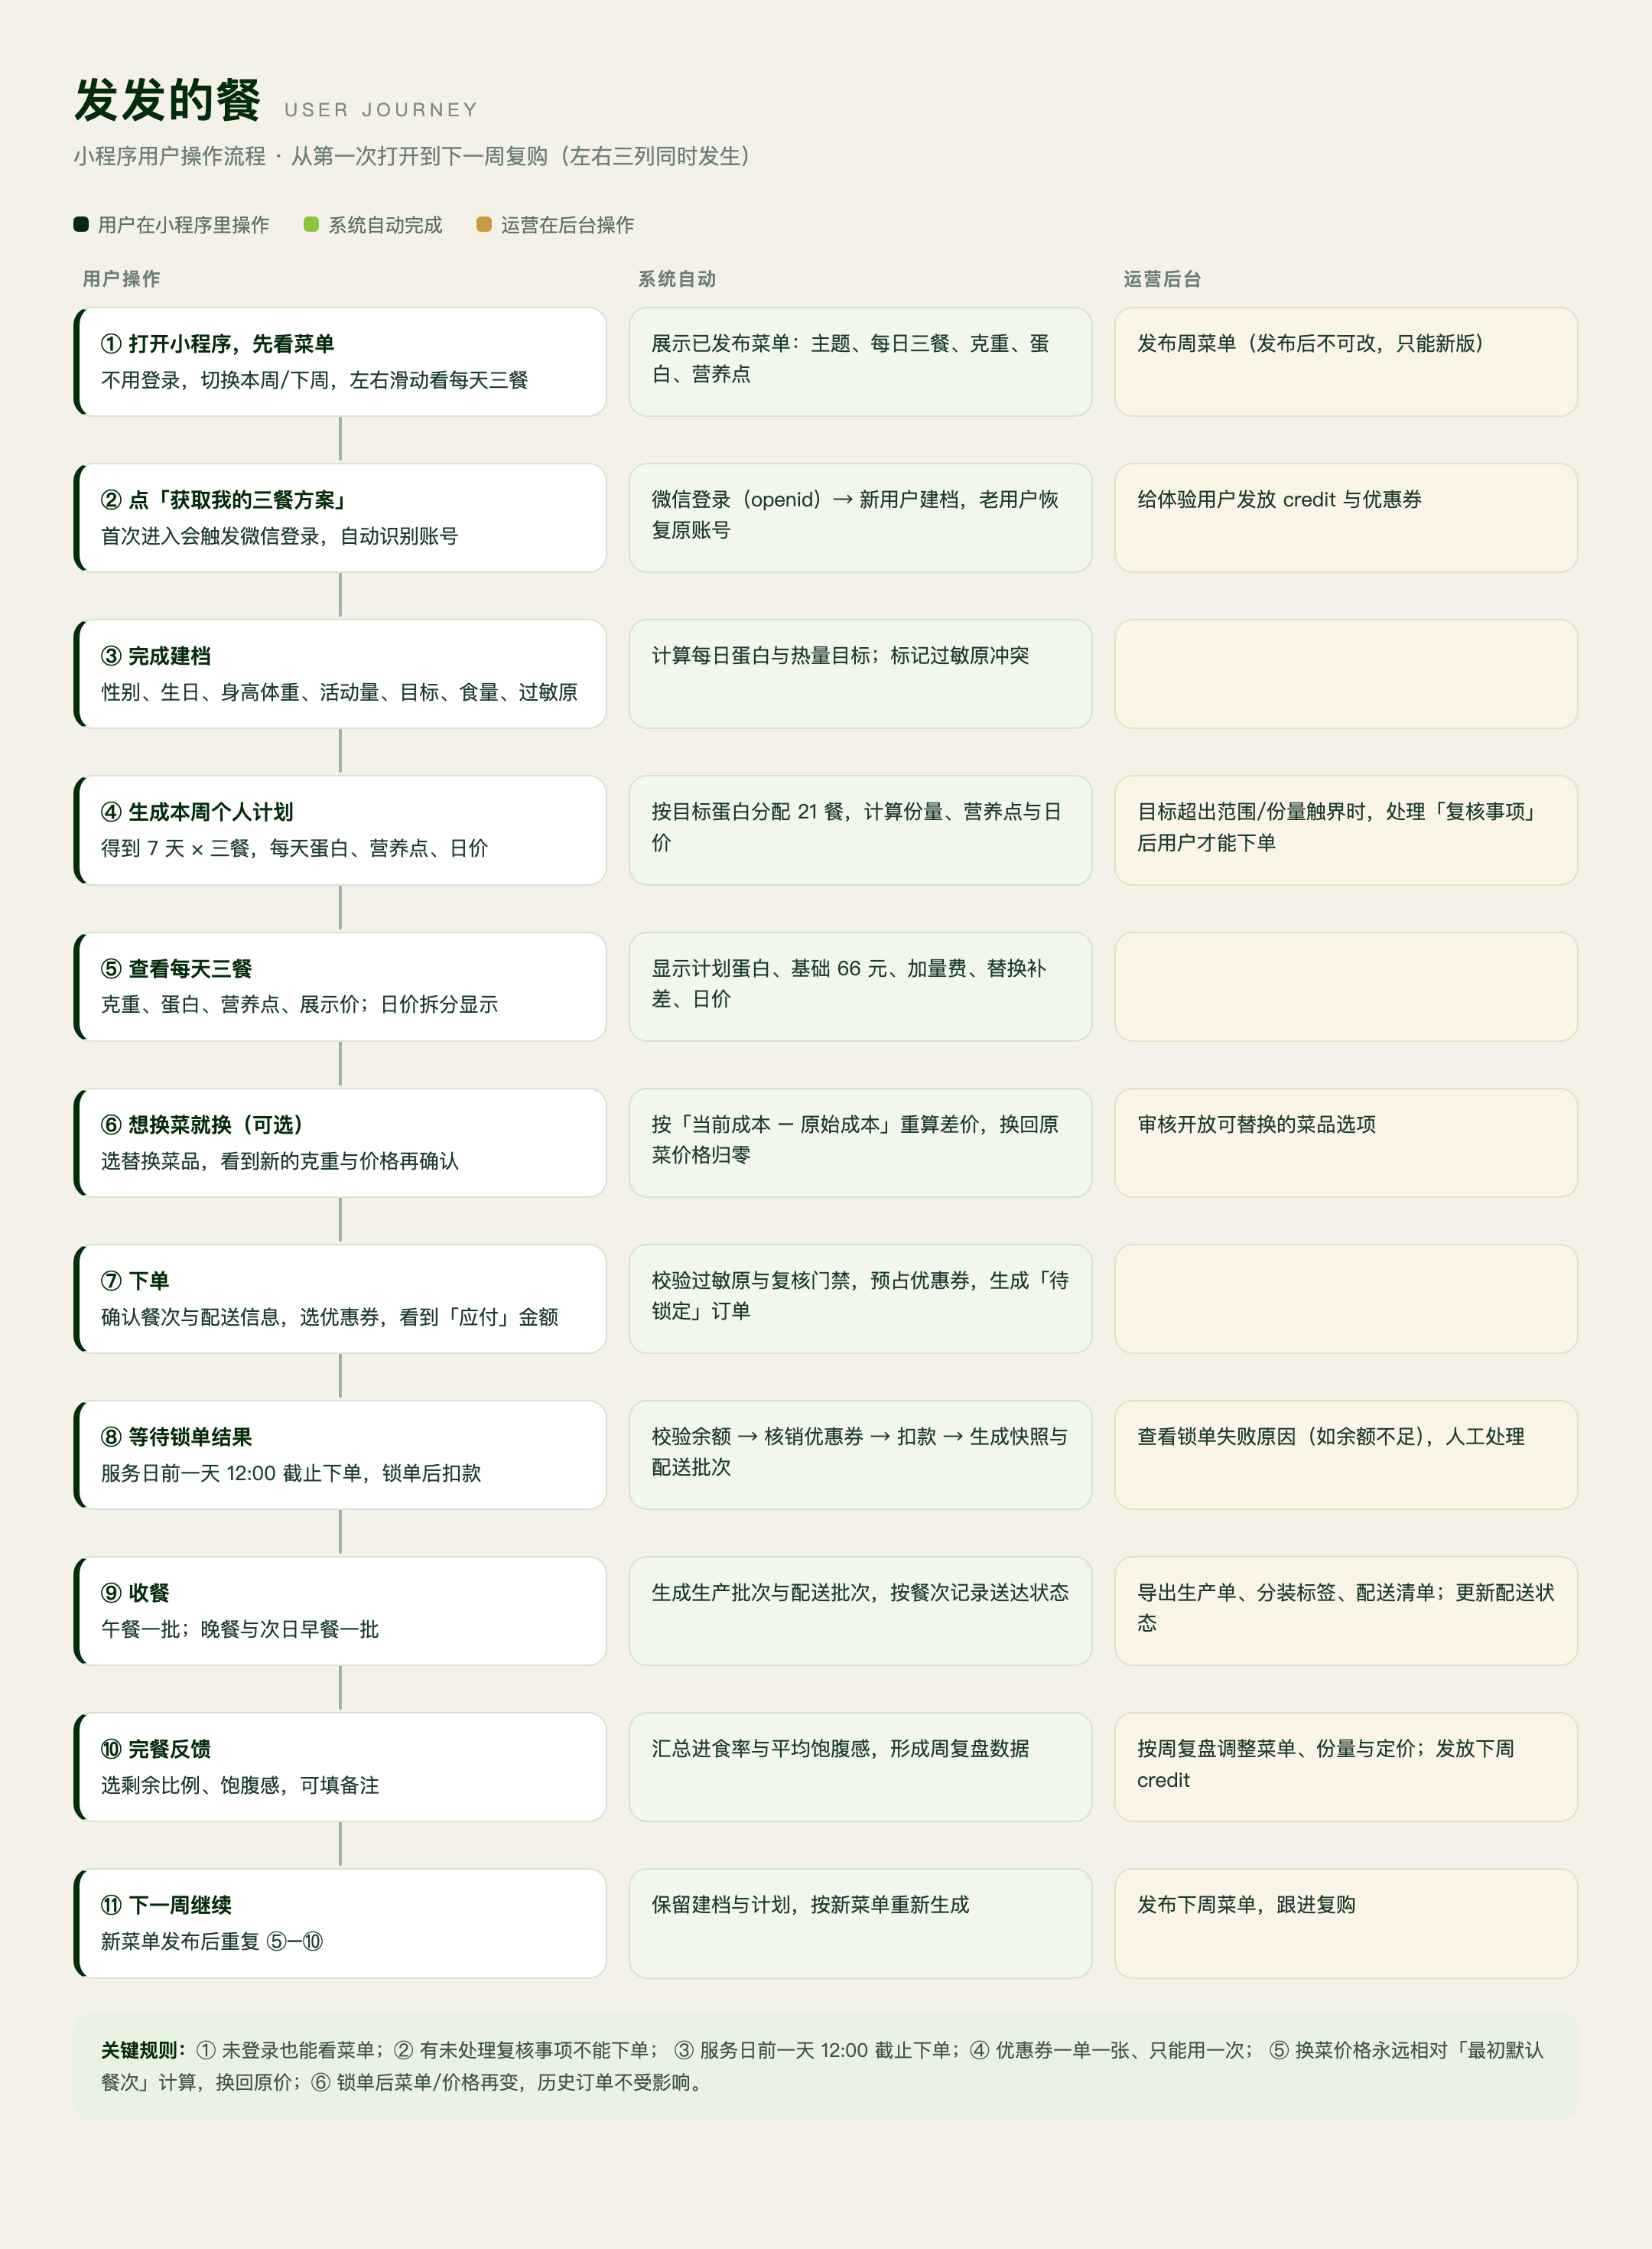 发发的餐 USER JOURNEY
小程序用户操作流程 · 从第一次打开到下一周复购（左右三列同时发生）
用户在小程序里操作 系统自动完成 运营在后台操作
用户操作 系统自动 运营后台
① 打开小程序，先看菜单
不用登录，切换本周/下周，左右滑动看每天三餐
展示已发布菜单：主题、每日三餐、克重、蛋
白、营养点
发布周菜单（发布后不可改，只能新版）
② 点「获取我的三餐方案」
首次进入会触发微信登录，自动识别账号
微信登录（openid）→ 新用户建档，老用户恢
复原账号
给体验用户发放 credit 与优惠券
③ 完成建档
性别、生日、身高体重、活动量、目标、食量、过敏原
计算每日蛋白与热量目标；标记过敏原冲突
④ 生成本周个人计划
得到 7 天 × 三餐，每天蛋白、营养点、日价
按目标蛋白分配 21 餐，计算份量、营养点与日
价
目标超出范围/份量触界时，处理「复核事项」
后用户才能下单
⑤ 查看每天三餐
克重、蛋白、营养点、展示价；日价拆分显示
显示计划蛋白、基础 66 元、加量费、替换补
差、日价
⑥ 想换菜就换（可选）
选替换菜品，看到新的克重与价格再确认
按「当前成本 − 原始成本」重算差价，换回原
菜价格归零
审核开放可替换的菜品选项
⑦ 下单
确认餐次与配送信息，选优惠券，看到「应付」金额
校验过敏原与复核门禁，预占优惠券，生成「待
锁定」订单
⑧ 等待锁单结果
服务日前一天 12:00 截止下单，锁单后扣款
校验余额 → 核销优惠券 → 扣款 → 生成快照与
配送批次
查看锁单失败原因（如余额不足），人工处理
⑨ 收餐
午餐一批；晚餐与次日早餐一批
生成生产批次与配送批次，按餐次记录送达状态
导出生产单、分装标签、配送清单；更新配送状
态
⑩ 完餐反馈
选剩余比例、饱腹感，可填备注
汇总进食率与平均饱腹感，形成周复盘数据
按周复盘调整菜单、份量与定价；发放下周
credit
⑪ 下一周继续
新菜单发布后重复 ⑤–⑩
保留建档与计划，按新菜单重新生成
发布下周菜单，跟进复购
关键规则：① 未登录也能看菜单；② 有未处理复核事项不能下单； ③ 服务日前一天 12:00 截止下单；④ 优惠券一单一张、只能用一次； ⑤ 换菜价格永远相对「最初默认
餐次」计算，换回原价；⑥ 锁单后菜单/价格再变，历史订单不受影响。